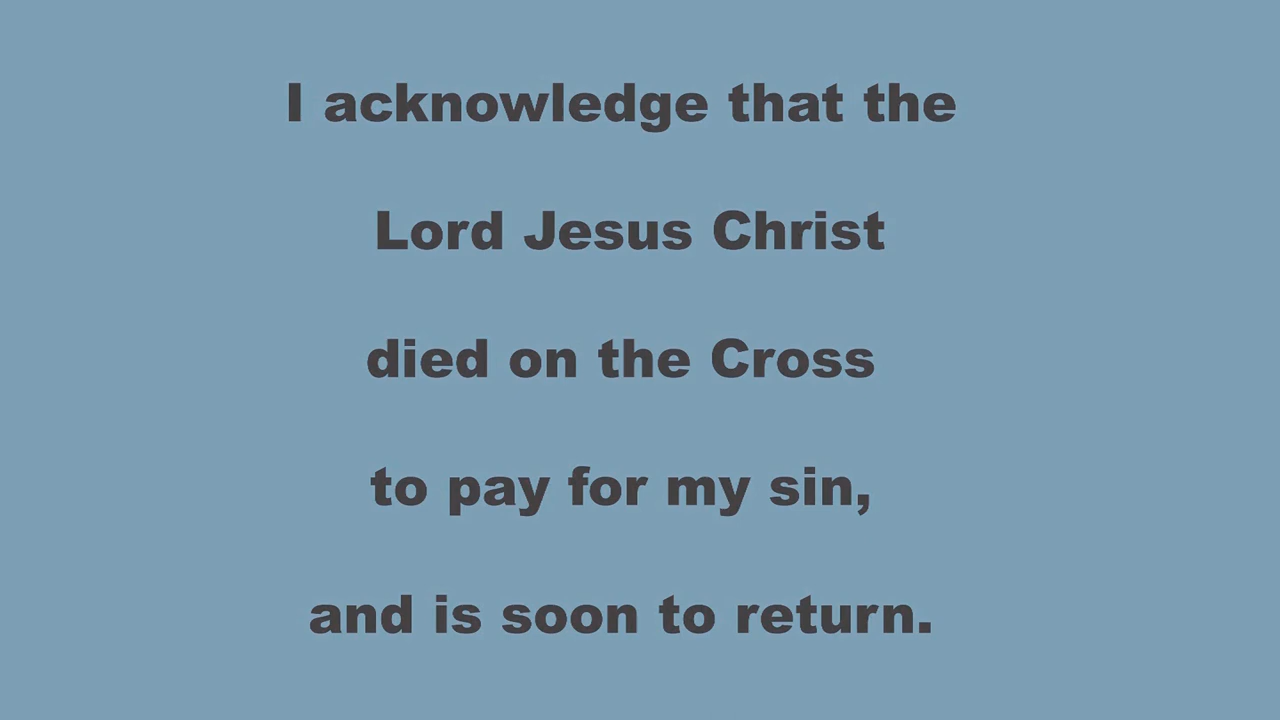 I acknowledge that the
Lord Jesus Christ
died on the Cross
to pay for my sin,
and is soon to return.